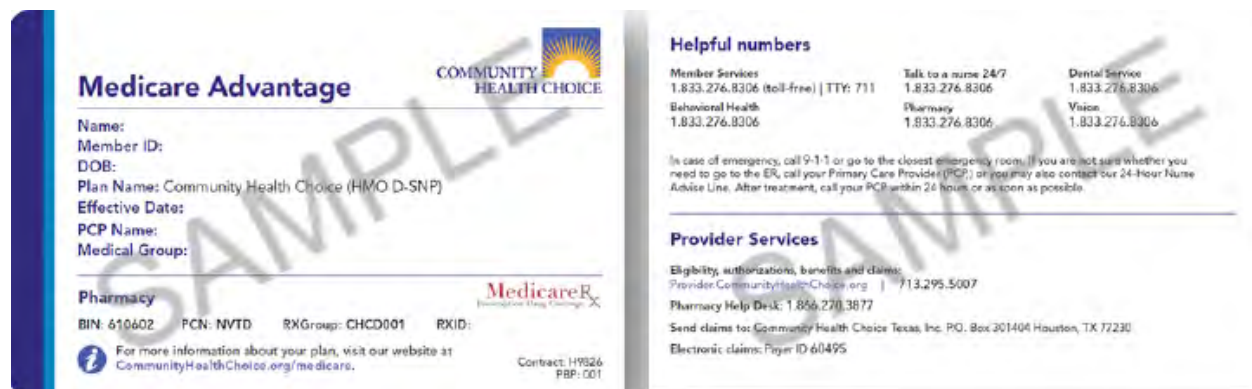 Medicare Advantage
COMMUNITY
HEALTH CHOICE
Name:
Member ID:
DOB:
Plan Name: Community Health Choice (HMO D-SNP)
Effective Date:
PCP Name:
Medical Group:
Pharmacy
MedicareRx
Prescription Drug Coverage
BIN: 610602 PCN: NVTD RXGroup: CHCD001 RXID:
For more information about your plan, visit our website at
CommunityHealthChoice.org/medicare.
Contract: H9826
PBP: 001
SAMPLE
Helpful numbers
Member Services
1.833.276.8306 (toll-free) | TTY: 711
Talk to a nurse 24/7
1.833.276.8306
Dental Service
1.833.276.8306
Behavioral Health
1.833.276.8306
Pharmacy
1.833.276.8306
Vision
1.833.276.8306
In case of emergency, call 9-1-1 or go to the closest emergency room. If you are not sure whether you
need to go to the ER, call your Primary Care Provider (PCP) or you may also contact our 24-Hour Nurse
Advice Line. After treatment, call your PCP within 24 hours or as soon as possible.
Provider Services
Eligibility, authorizations, benefits and claims:
Provider.CommunityHealthChoice.org | 713.295.5007
Pharmacy Help Desk: 1.866.270.3877
Send claims to: Community Health Choice Texas, Inc. P.O. Box 301404 Houston, TX 77230
Electronic claims: Payer ID 60495
SAMPLE